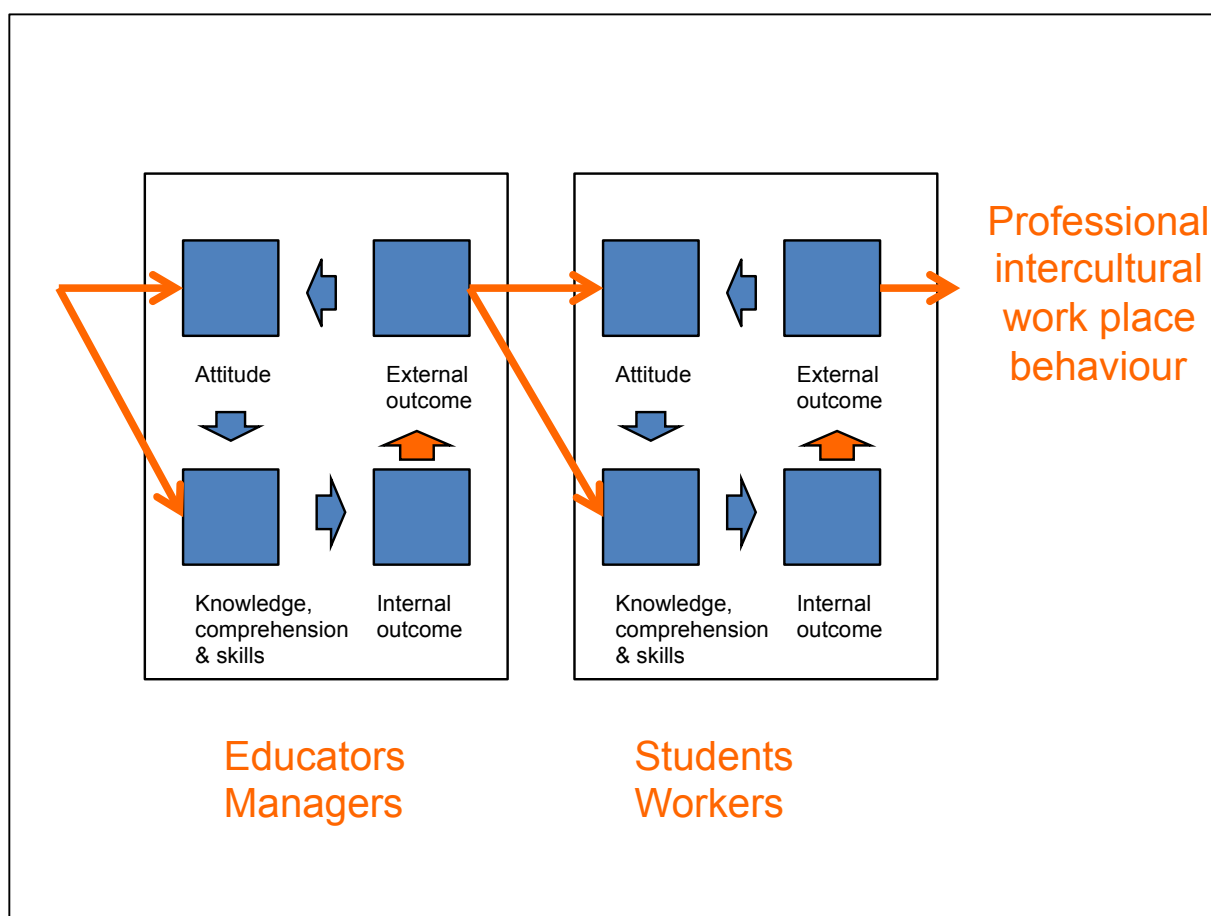 Attitude
External
outcome
Knowledge,
comprehension
& skills
Internal
outcome
Educators
Managers
Attitude
External
outcome
Knowledge,
comprehension
& skills
Internal
outcome
Students
Workers
Professional
intercultural
work place
behaviour